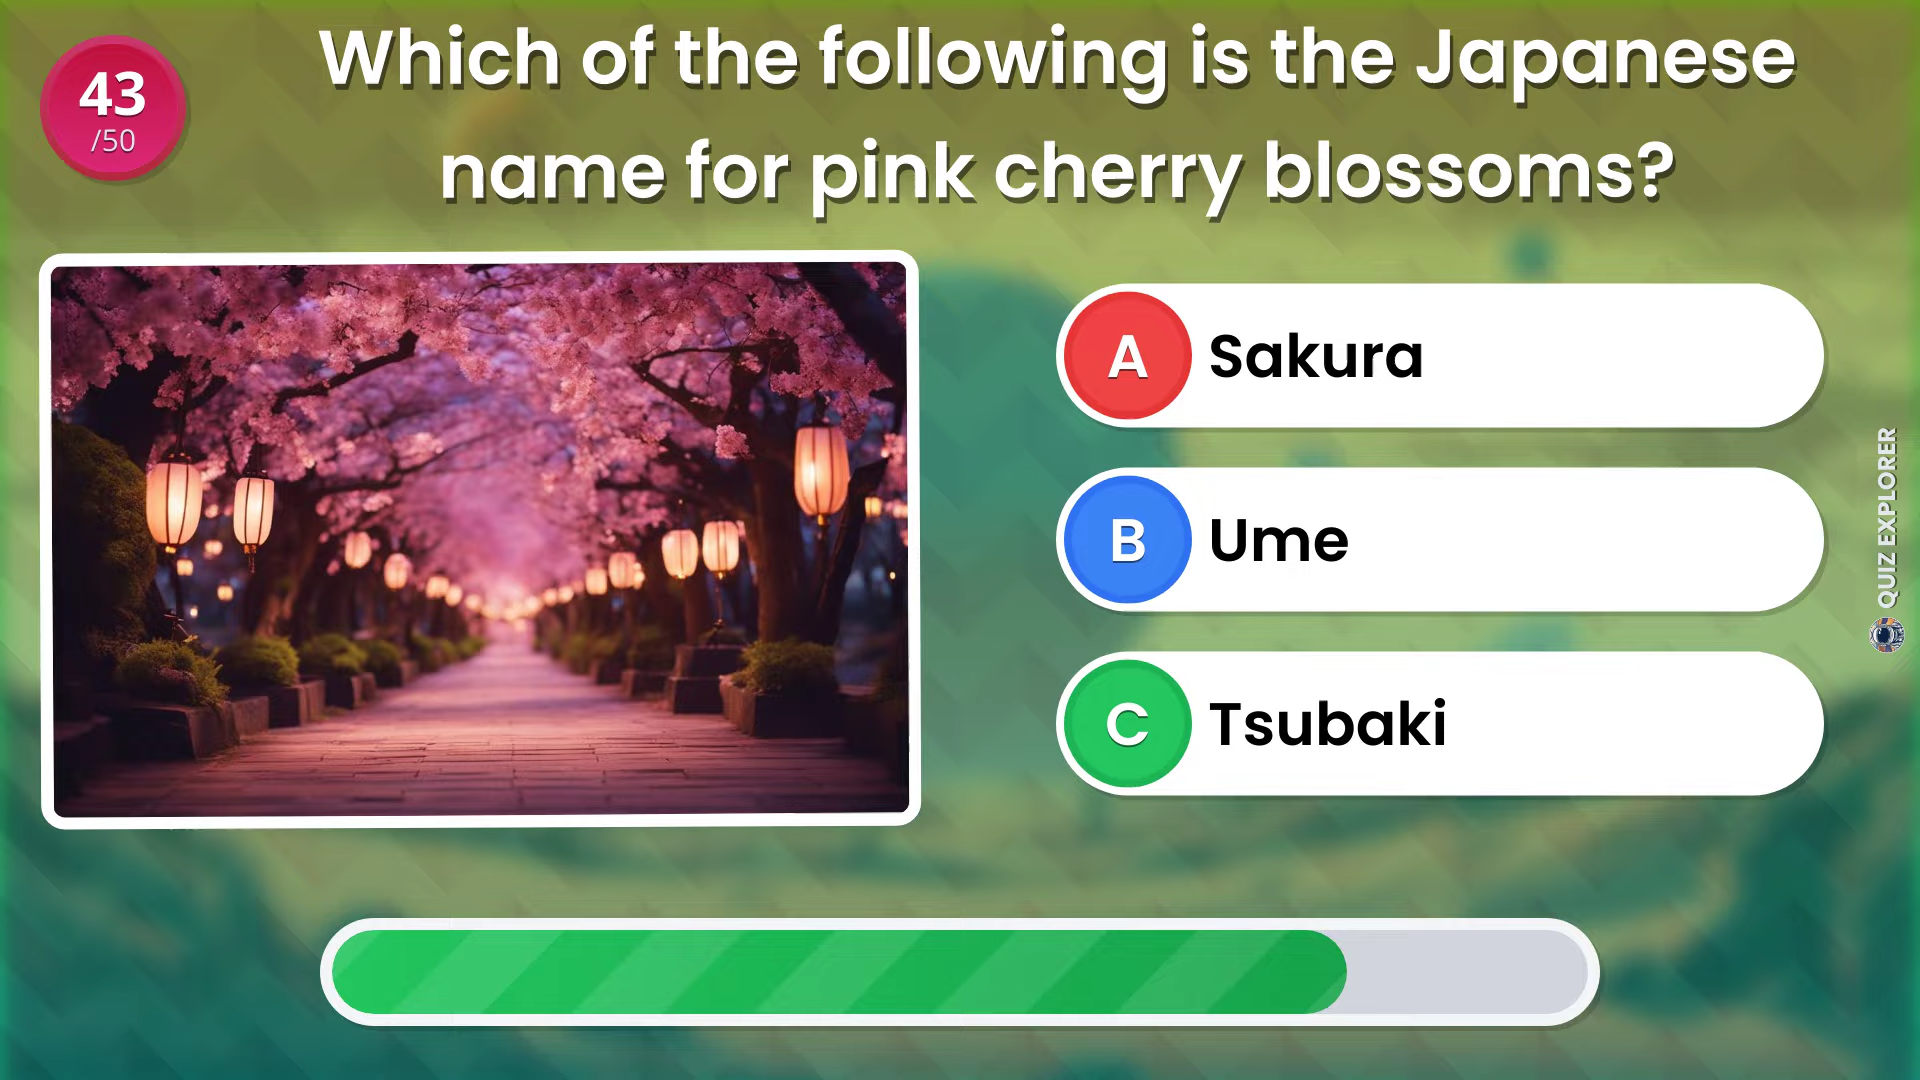 43
/50
Which of the following is the Japanese
name for pink cherry blossoms?
A Sakura
B Ume
C Tsubaki
QUIZ EXPLORER